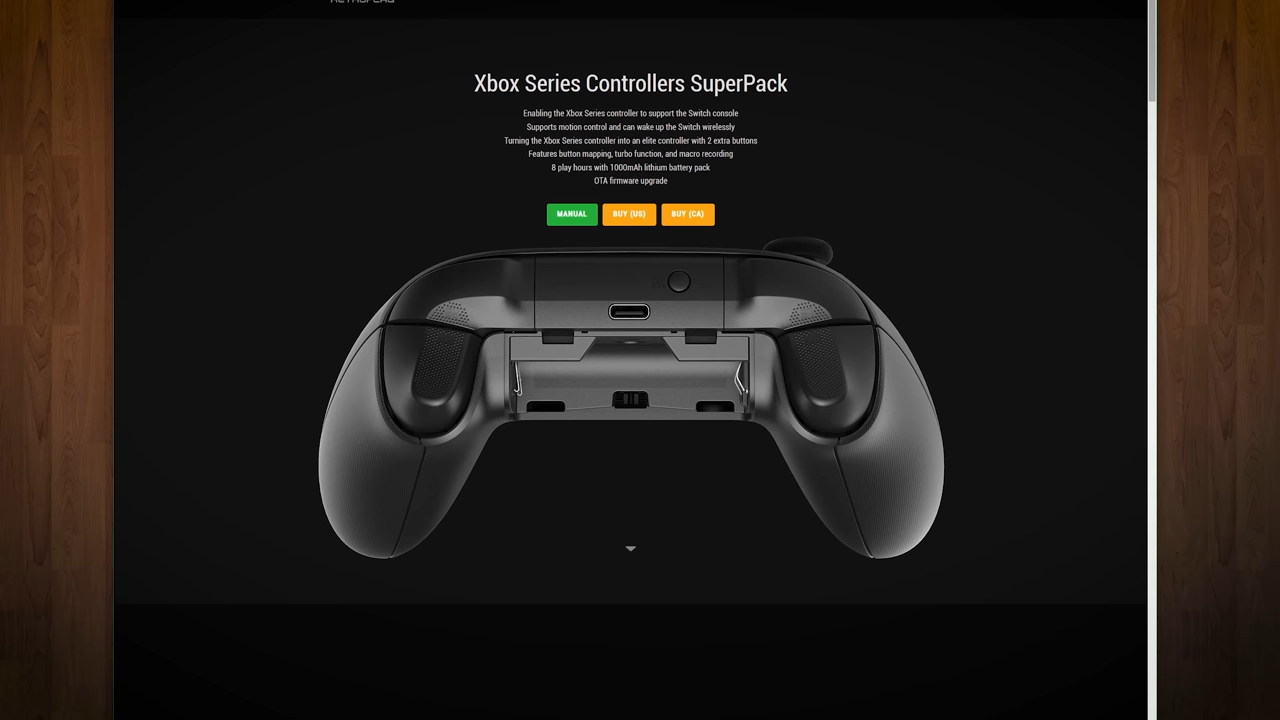 Xbox Series Controllers SuperPack
Enabling the Xbox Series controller to support the Switch console
Supports motion control and can wake up the Switch wirelessly
Turning the Xbox Series controller into an elite controller with 2 extra buttons
Features button mapping, turbo function, and macro recording
8 play hours with 1000mAh lithium battery pack
OTA firmware upgrade
MANUAL BUY (US) BUY (CA)